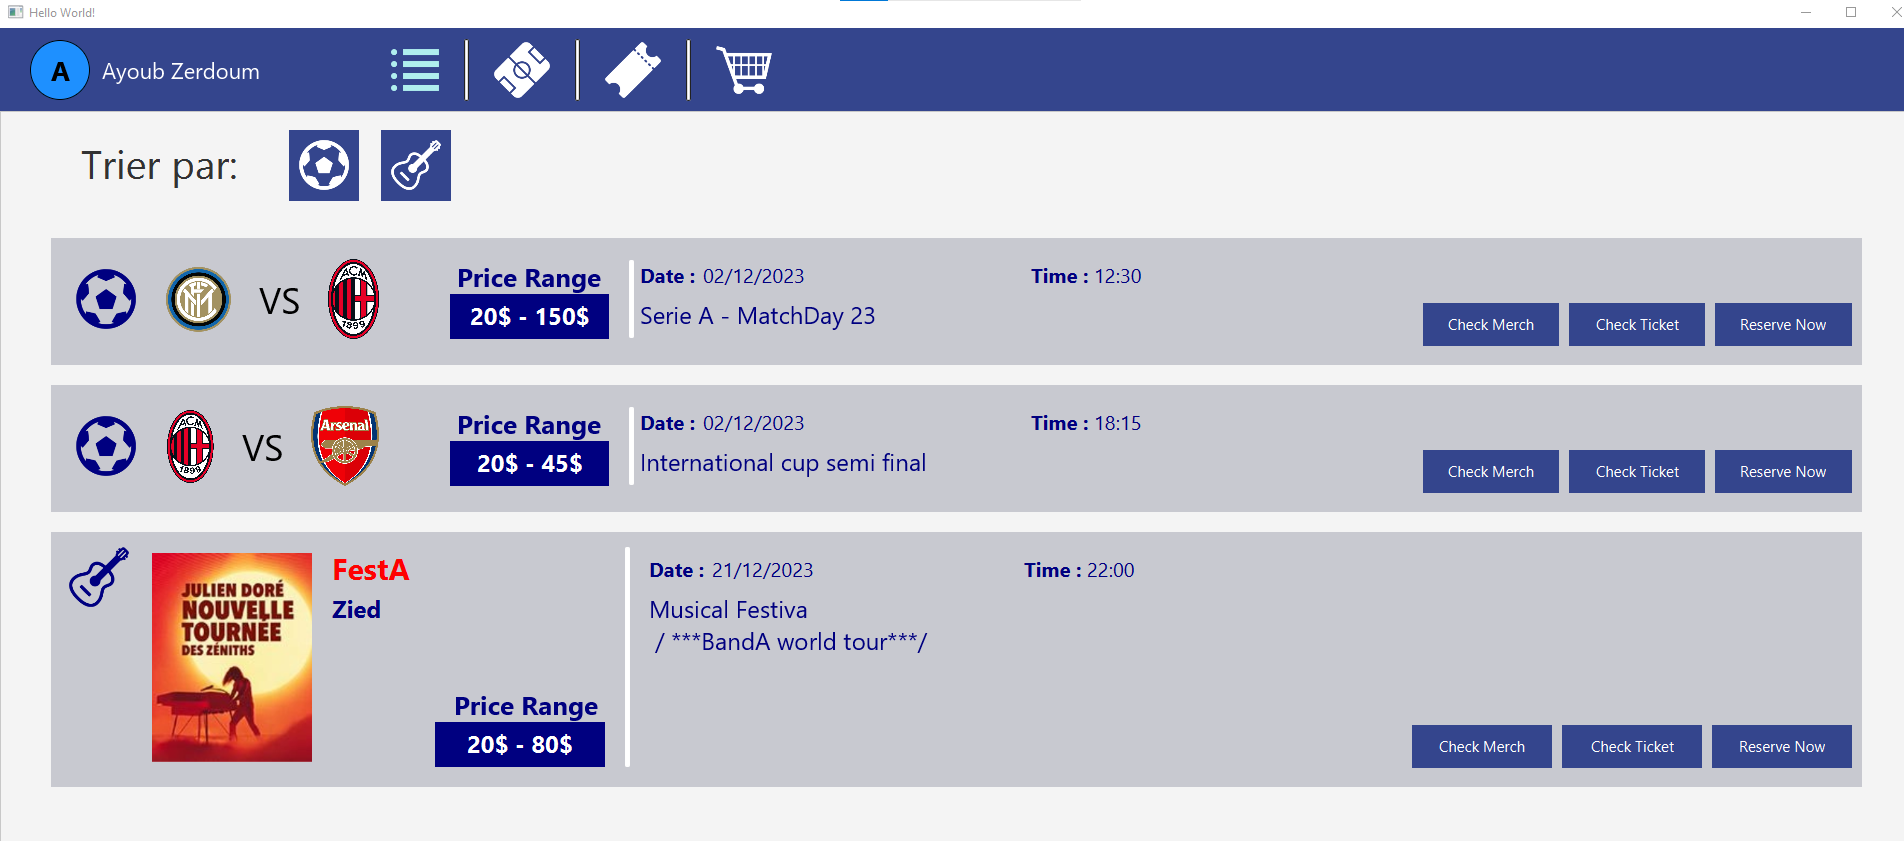 Hello World!
A
Ayoub Zerdoum
Trier par:
VS
ACM
1899
Price Range
20$ - 150$
Date : 02/12/2023
Time : 12:30
Serie A - MatchDay 23
Check Merch
Check Ticket
Reserve Now
ACM
1899
VS
Arsenal
Price Range
20$ - 45$
Date : 02/12/2023
Time : 18:15
International cup semi final
Check Merch
Check Ticket
Reserve Now
JULIEN DORÉ
NOUVELLE
TOURNÉE
DES ZÉNITHS
FestA
Zied
Price Range
20$ - 80$
Date : 21/12/2023
Time : 22:00
Musical Festiva
/ ***BandA world tour***/
Check Merch
Check Ticket
Reserve Now